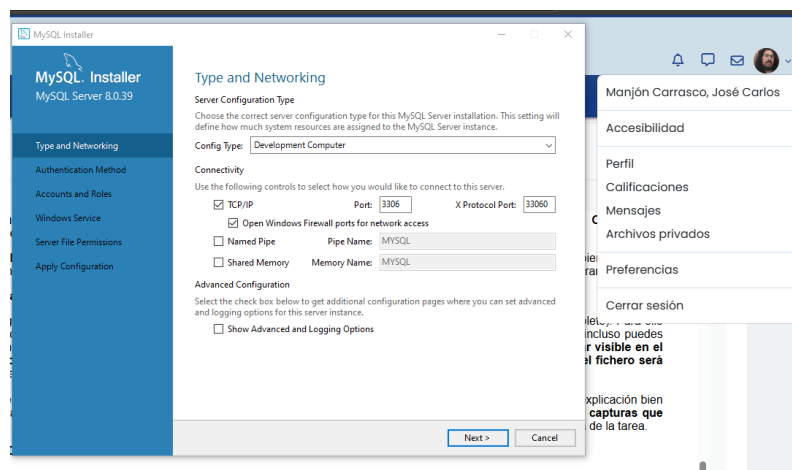 MySQL Installer
MySQL. Installer
MySQL Server 8.0.39
Type and Networking
Authentication Method
Accounts and Roles
Windows Service
Server File Permissions
Apply Configuration
Type and Networking
Server Configuration Type
Choose the correct server configuration type for this MySQL Server installation. This setting will
define how much system resources are assigned to the MySQL Server instance.
Config Type: Development Computer
Connectivity
Use the following controls to select how you would like to connect to this server.
TCP/IP Port: 3306 X Protocol Port: 33060
Open Windows Firewall ports for network access
Named Pipe Pipe Name: MYSQL
Shared Memory Memory Name: MYSQL
Advanced Configuration
Select the check box below to get additional configuration pages where you can set advanced
and logging options for this server instance.
Show Advanced and Logging Options
Next >
Cancel
Manjón Carrasco, José Carlos
Accesibilidad
Perfil
Calificaciones
Mensajes
Archivos privados
Preferencias
Cerrar sesión
incluso puedes
visible en el
el fichero será
xplicación bien
capturas que
de la tarea.